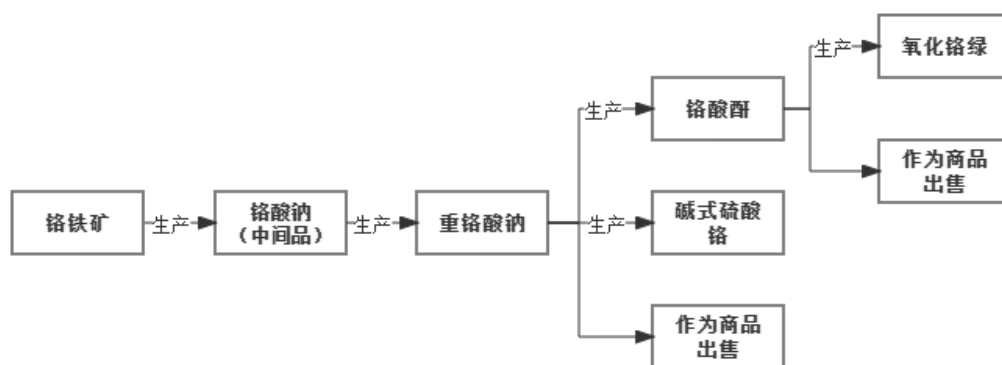 生产
氧化铬绿
生产
铬酸酐
作为商品
出售
铬铁矿
生产
铬酸钠
（中间品）
生产
重铬酸钠
生产
碱式硫酸
铬
作为商品
出售